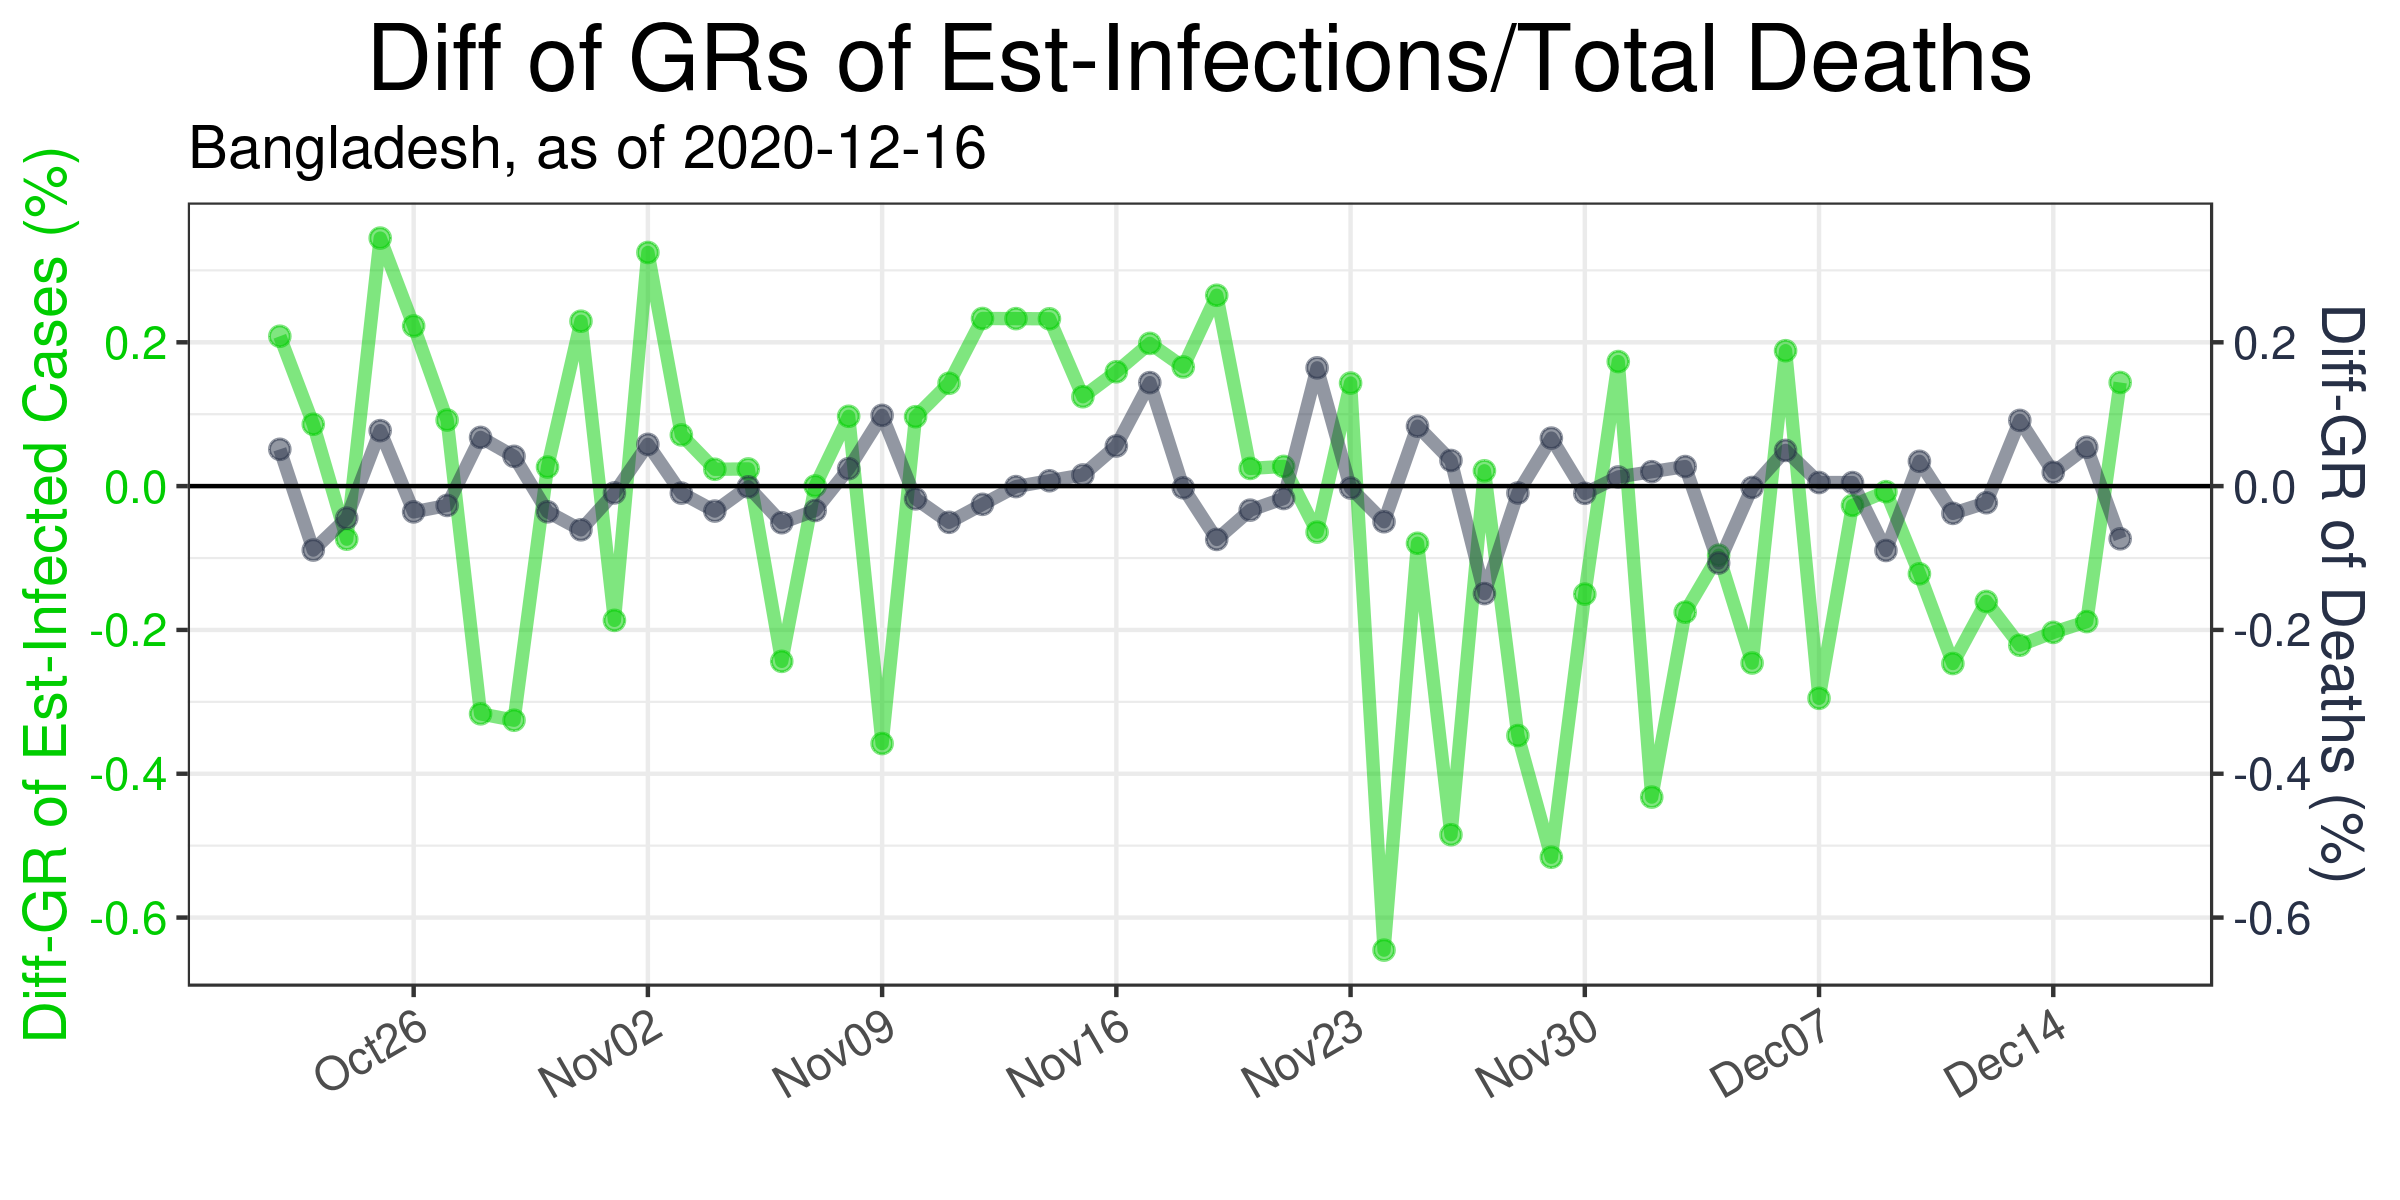 Diff of GRs of Est-Infections/Total Deaths
Bangladesh, as of 2020-12-16
Diff-GR of Est-Infected Cases (%)
0.2
0.0
-0.2
-0.4
-0.6
0.2
0.0
-0.2
-0.4
-0.6
Diff-GR of Deaths (%)
Oct26
Nov02
Nov09
Nov16
Nov23
Nov30
Dec07
Dec14